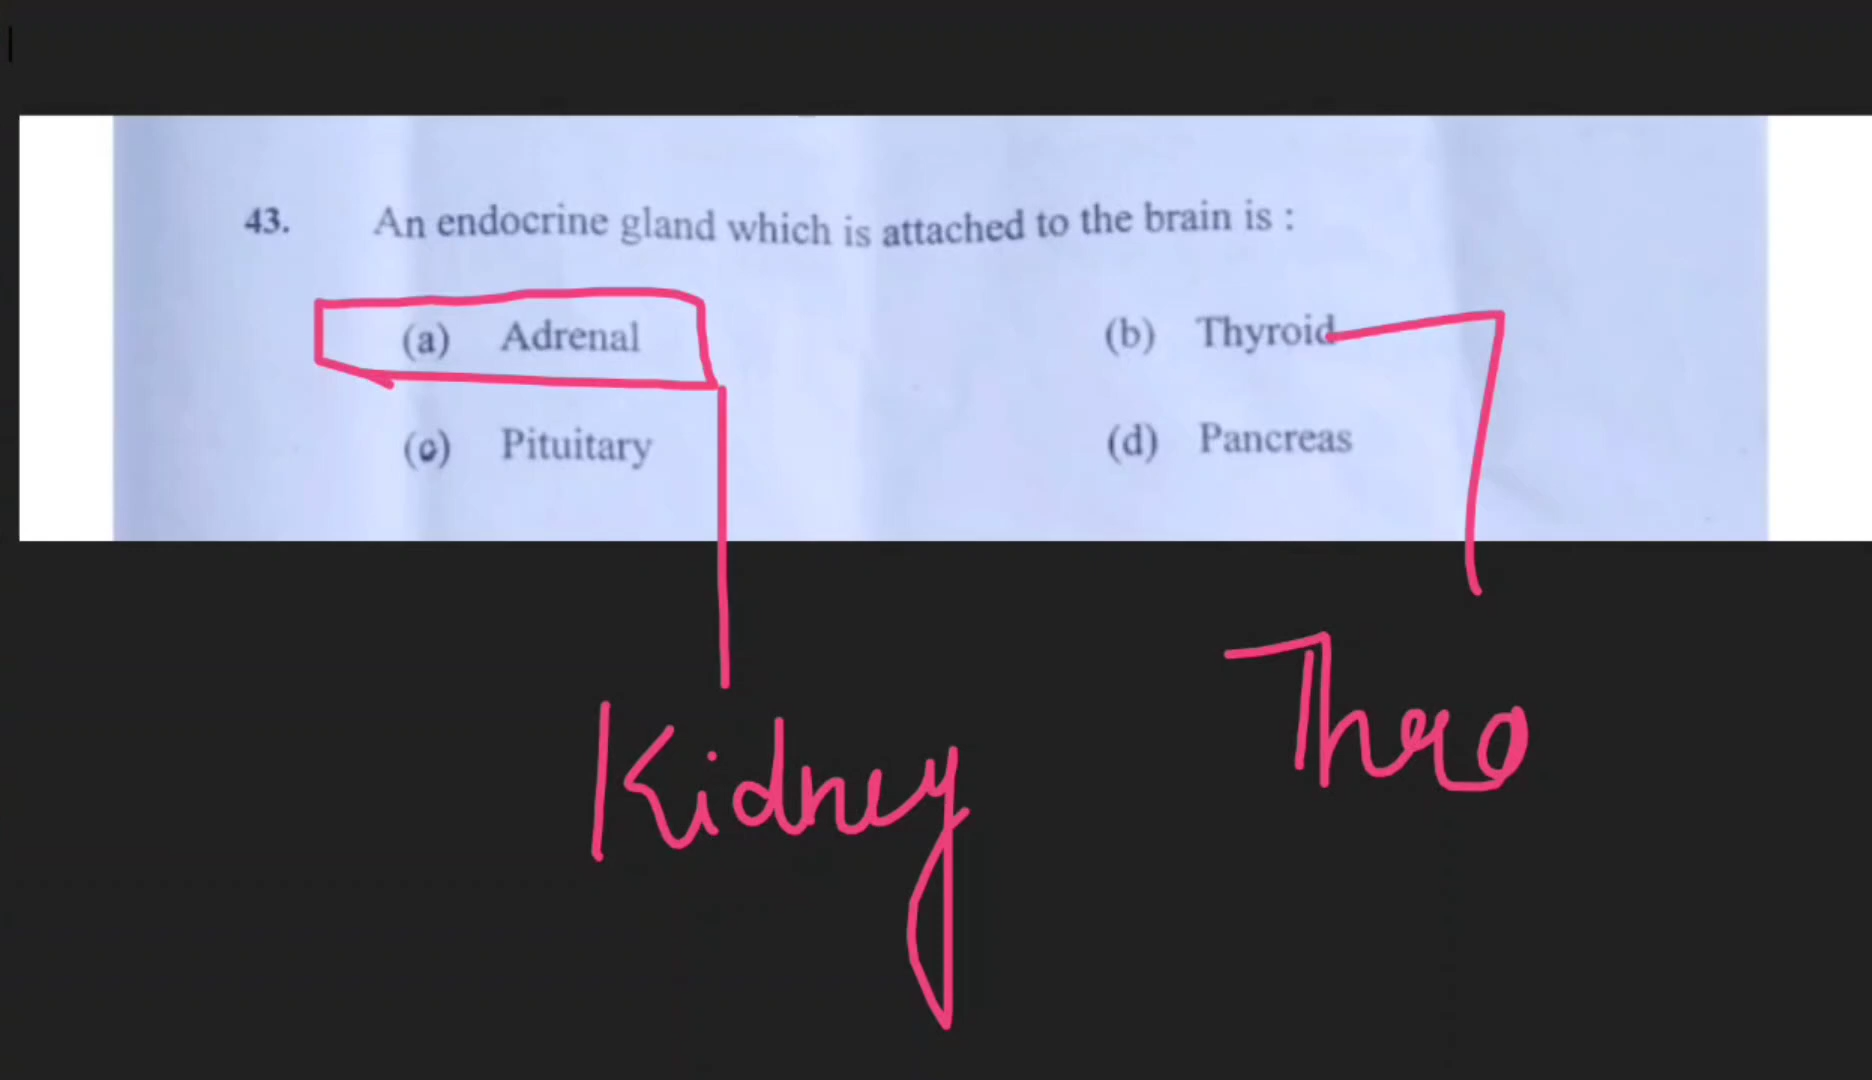 43. An endocrine gland which is attached to the brain is :
(a) Adrenal (b) Thyroid
(c) Pituitary (d) Pancreas
Kidney
Thro